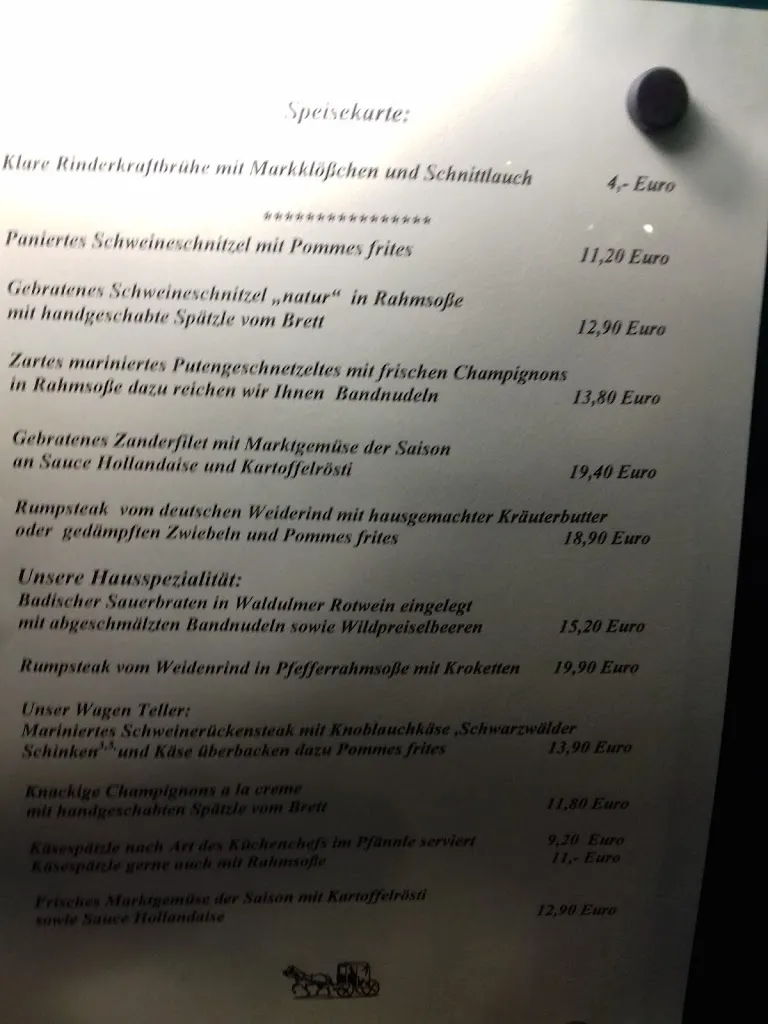 Speisekarte:
Klare Rinderkraftbrühe mit Markklößchen und Schnittlauch 4,- Euro
****************
Paniertes Schweineschnitzel mit Pommes frites 11,20 Euro
Gebratenes Schweineschnitzel „natur“ in Rahmsoße
mit handgeschabte Spätzle vom Brett 12,90 Euro
Zartes mariniertes Putengeschnetzeltes mit frischen Champignons
in Rahmsoße dazu reichen wir Ihnen Bandnudeln 13,80 Euro
Gebratenes Zanderfilet mit Marktgemüse der Saison
an Sauce Hollandaise und Kartoffelrösti 19,40 Euro
Rumpsteak vom deutschen Weiderind mit hausgemachter Kräuterbutter
oder gedämpften Zwiebeln und Pommes frites 18,90 Euro
Unsere Hausspezialität:
Badischer Sauerbraten in Waldulmer Rotwein eingelegt
mit abgeschmälzten Bandnudeln sowie Wildpreiselbeeren 15,20 Euro
Rumpsteak vom Weidenrind in Pfefferrahmsoße mit Kroketten 19,90 Euro
Unser Wagen Teller:
Mariniertes Schweinerückensteak mit Knoblauchkäse ,Schwarzwälder
Schinken und Käse überbacken dazu Pommes frites 13,90 Euro
Knackige Champignons a la creme
mit handgeschabten Spätzle vom Brett 11,80 Euro
Käsespätzle nach Art des Küchenchefs im Pfännle serviert 9,20 Euro
Käsespätzle gerne auch mit Rahmsoße 11,- Euro
Frisches Marktgemüse der Saison mit Kartoffelrösti
sowie Sauce Hollandaise 12,90 Euro